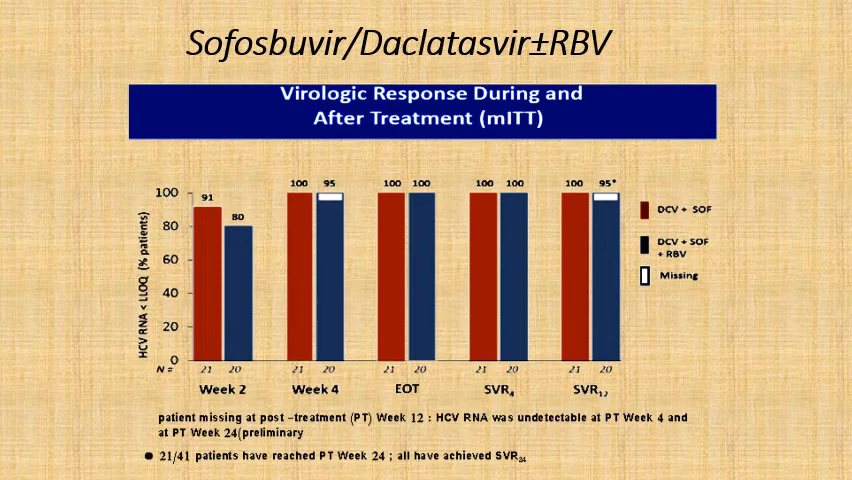 Sofosbuvir/Daclatasvir±RBV
Virologic Response During and
After Treatment (mITT)
HCV RNA < LLOQ (% patients)
100
80
60
40
20
0
91
80
100
95
100
100
100
100
100
95*
DCV + SOF
DCV + SOF
+ RBV
Missing
N = 21 20 21 20 21 20 21 20 21 20
Week 2 Week 4 EOT SVR₄ SVR₁₂
patient missing at post –treatment (PT) Week 12 : HCV RNA was undetectable at PT Week 4 and
at PT Week 24(preliminary
● 21/41 patients have reached PT Week 24 ; all have achieved SVR₂₄